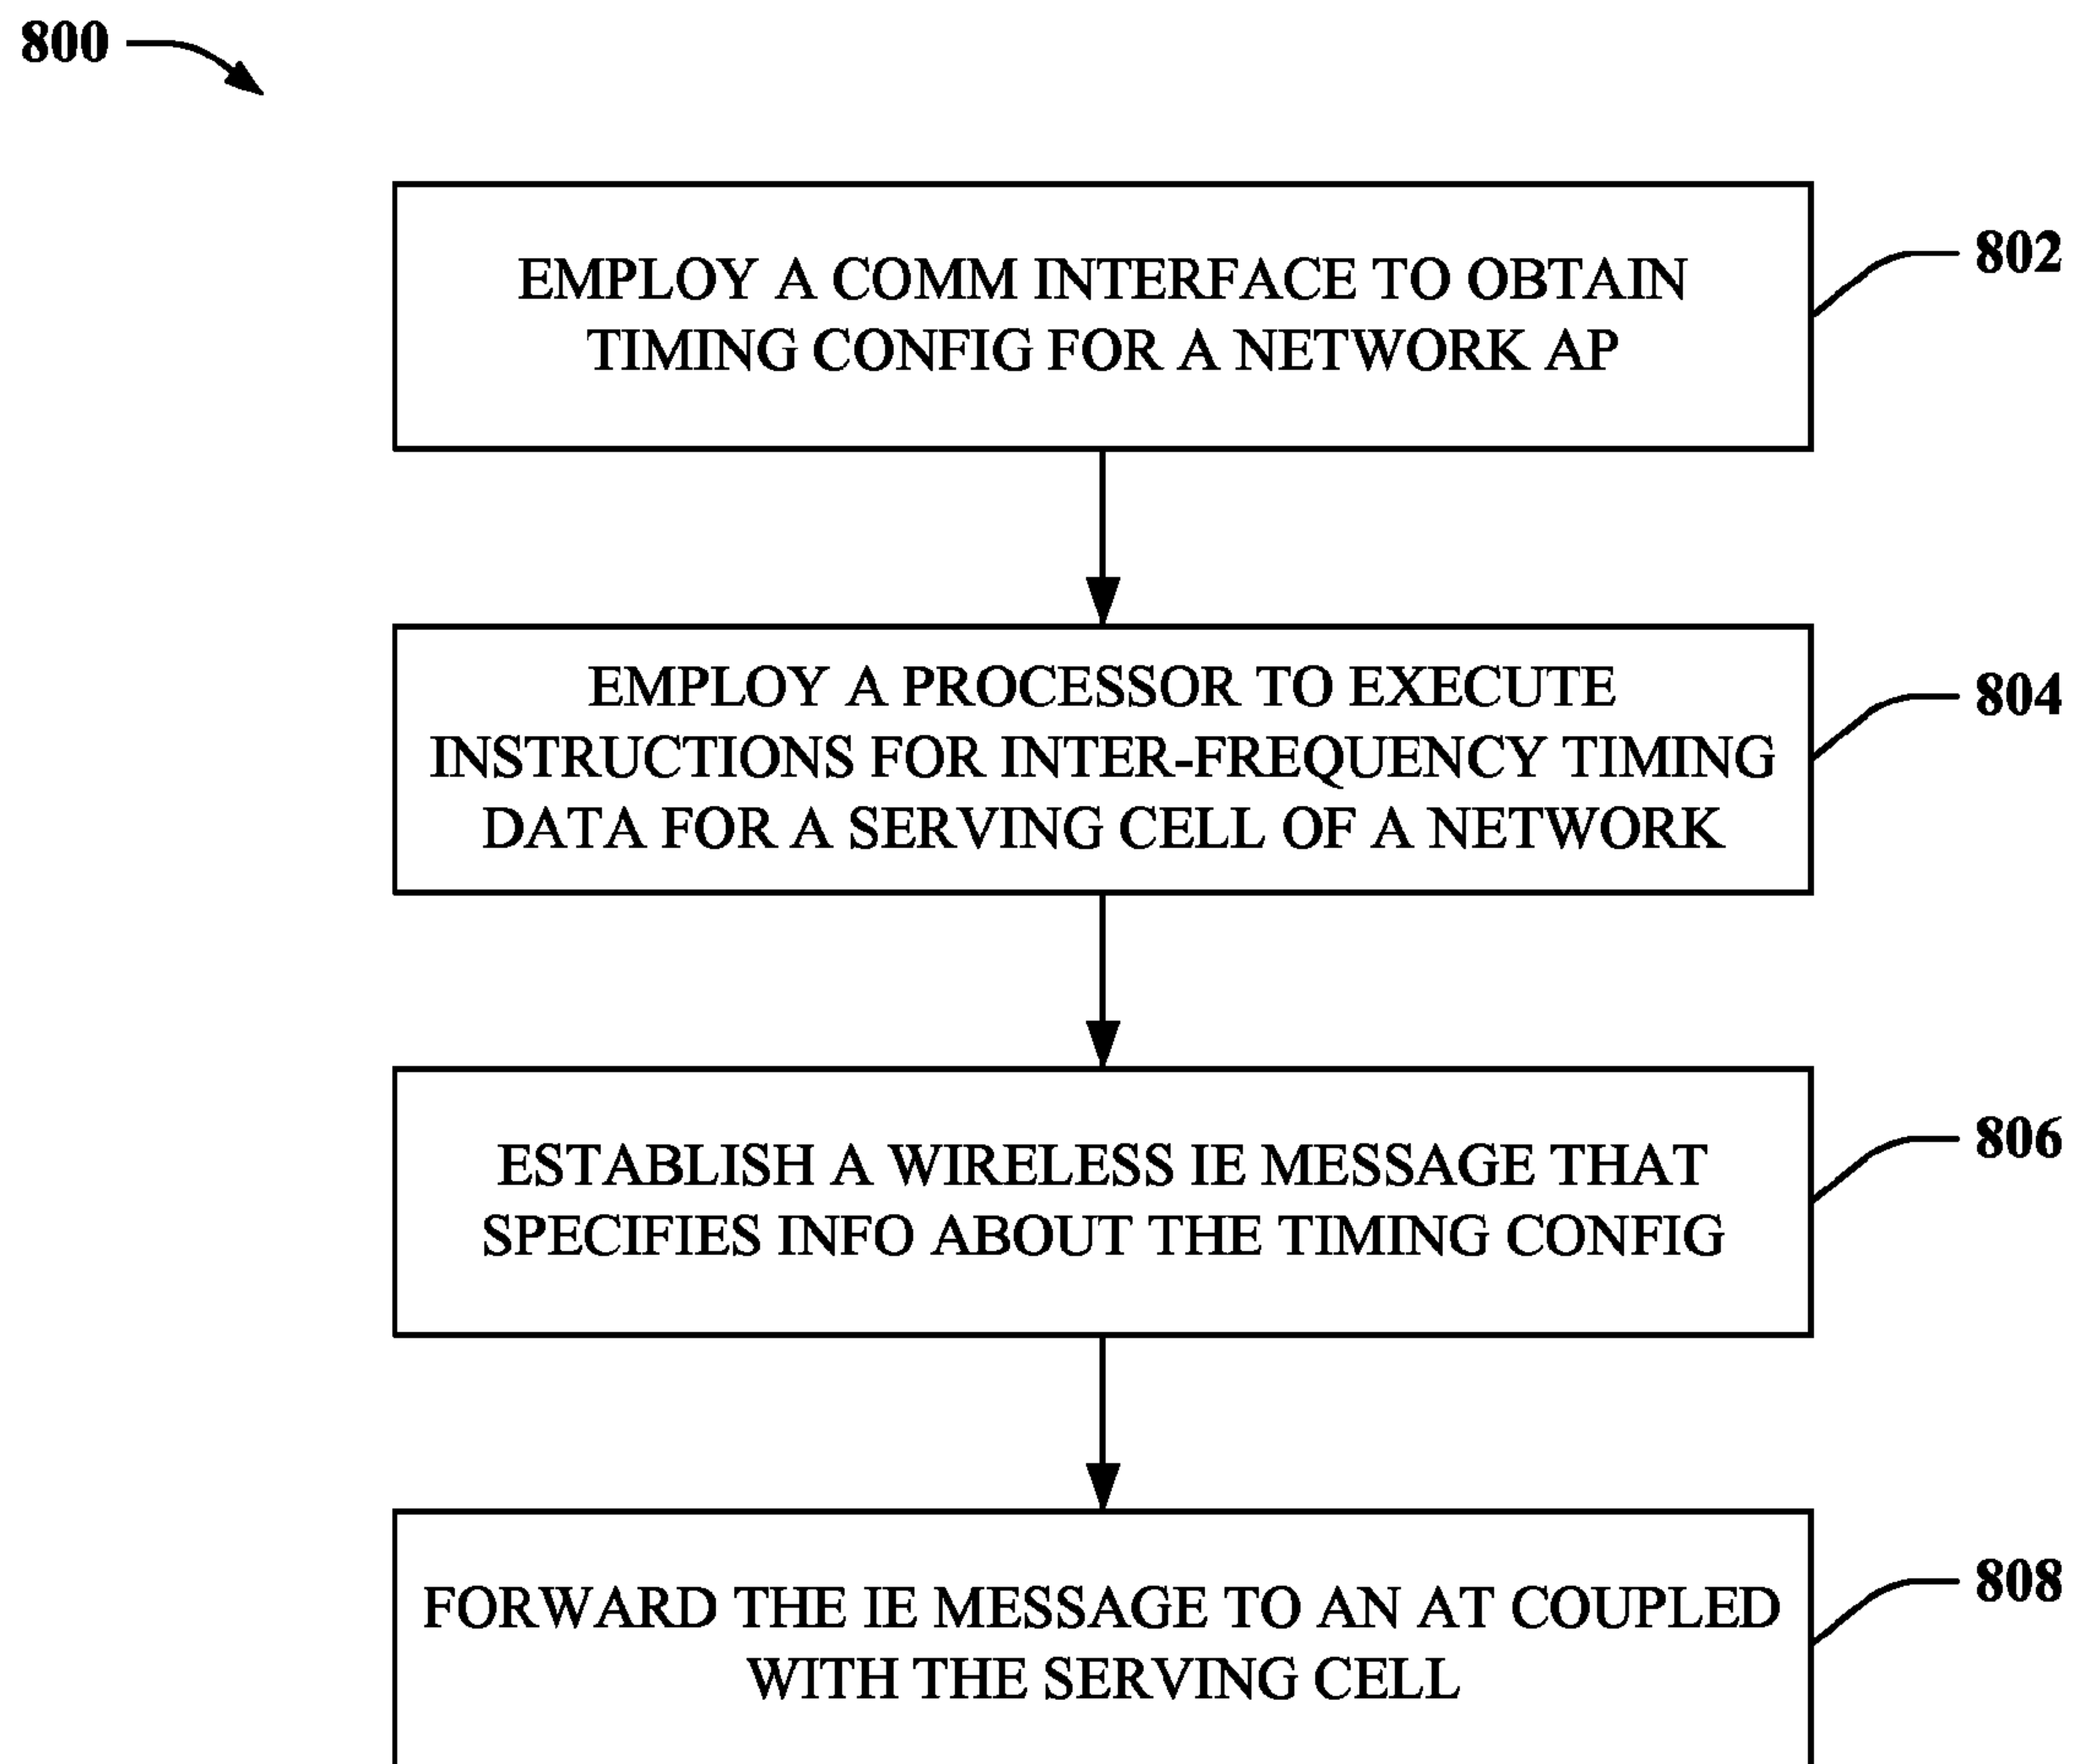 800
EMPLOY A COMM INTERFACE TO OBTAIN
TIMING CONFIG FOR A NETWORK AP
802
EMPLOY A PROCESSOR TO EXECUTE
INSTRUCTIONS FOR INTER-FREQUENCY TIMING
DATA FOR A SERVING CELL OF A NETWORK
804
ESTABLISH A WIRELESS IE MESSAGE THAT
SPECIFIES INFO ABOUT THE TIMING CONFIG
806
FORWARD THE IE MESSAGE TO AN AT COUPLED
WITH THE SERVING CELL
808